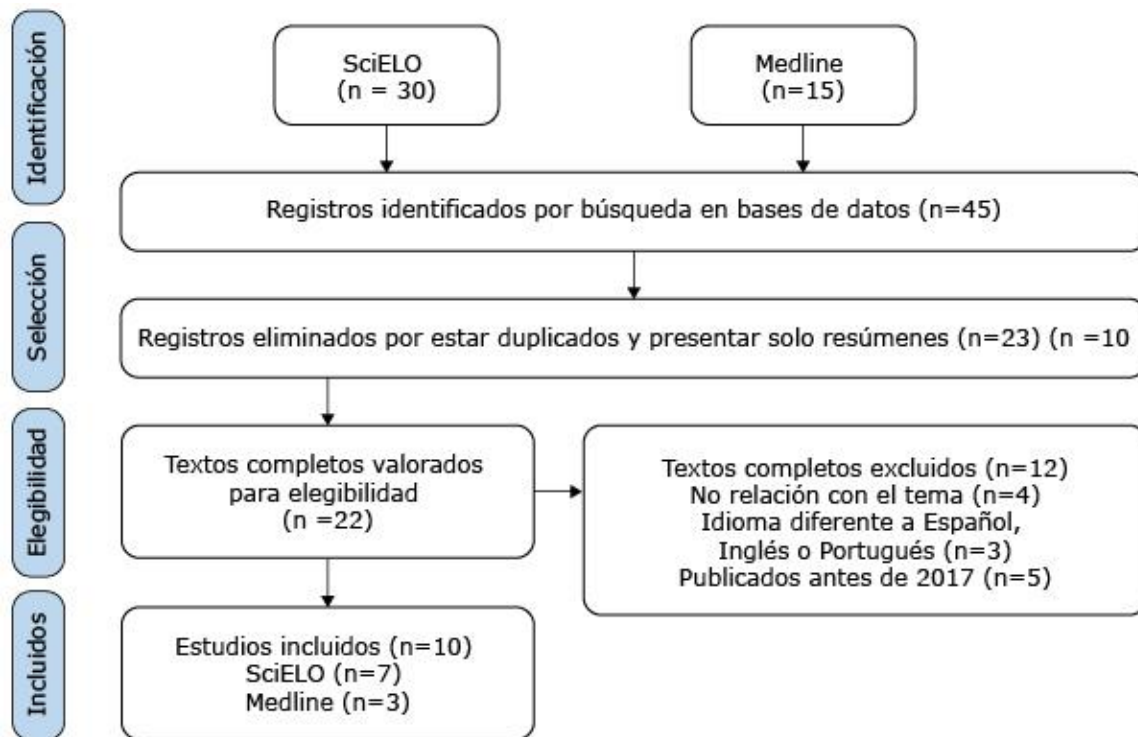 Identificación
SciELO
(n = 30)
Medline
(n=15)
Registros identificados por búsqueda en bases de datos (n=45)
Selección
Registros eliminados por estar duplicados y presentar solo resúmenes (n=23) (n =10
Elegibilidad
Textos completos valorados
para elegibilidad
(n =22)
Textos completos excluidos (n=12)
No relación con el tema (n=4)
Idioma diferente a Español,
Inglés o Portugués (n=3)
Publicados antes de 2017 (n=5)
Incluidos
Estudios incluidos (n=10)
SciELO (n=7)
Medline (n=3)